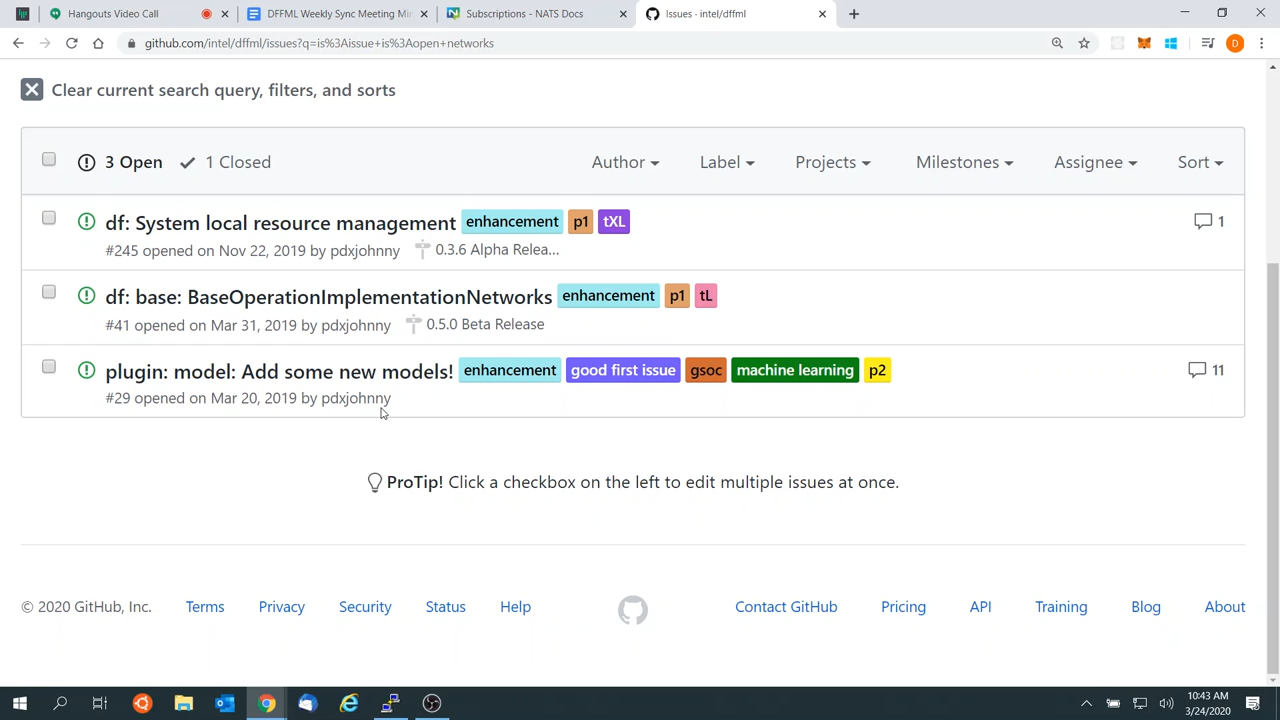 Hangouts Video Call
DFFML Weekly Sync Meeting Mi
Subscriptions - NATS Docs
Issues · intel/dffml
github.com/intel/dffml/issues?q=is%3Aissue+is%3Aopen+networks
D
Clear current search query, filters, and sorts
3 Open
1 Closed
Author
Label
Projects
Milestones
Assignee
Sort
df: System local resource management enhancement p1 tXL
1
#245 opened on Nov 22, 2019 by pdxjohnny 0.3.6 Alpha Relea...
df: base: BaseOperationImplementationNetworks enhancement p1 tL
#41 opened on Mar 31, 2019 by pdxjohnny 0.5.0 Beta Release
plugin: model: Add some new models! enhancement good first issue gsoc machine learning p2
11
#29 opened on Mar 20, 2019 by pdxjohnny
ProTip! Click a checkbox on the left to edit multiple issues at once.
© 2020 GitHub, Inc.
Terms
Privacy
Security
Status
Help
Contact GitHub
Pricing
API
Training
Blog
About
10:43 AM
3/24/2020